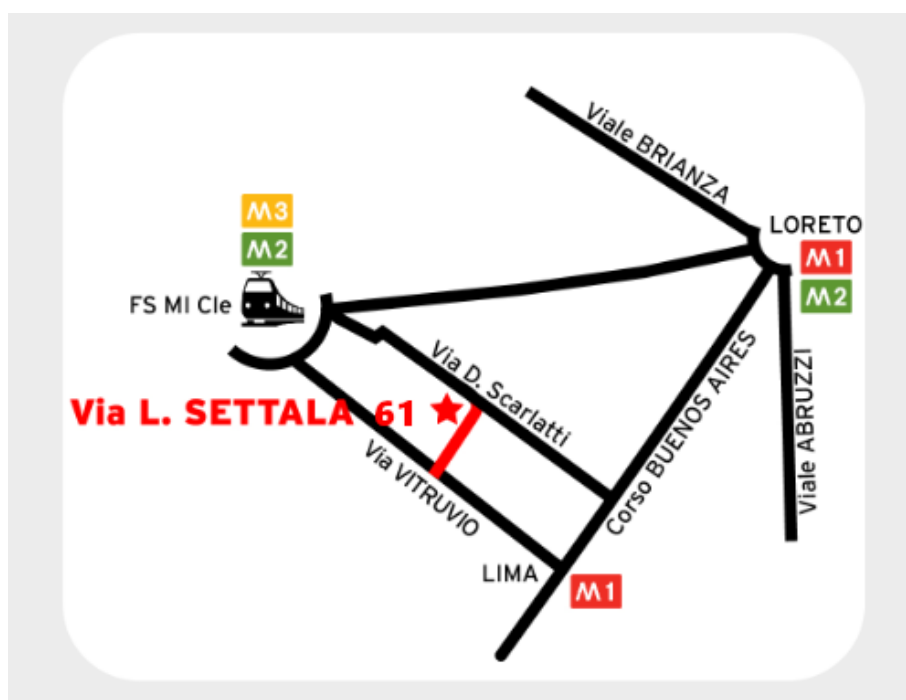 Viale BRIANZA
M3
M2
LORETO
M1
M2
FS MI Cle
Via D. Scarlatti
Via L. SETTALA 61
Corso BUENOS AIRES
Viale ABRUZZI
Via VITRUVIO
LIMA
M1